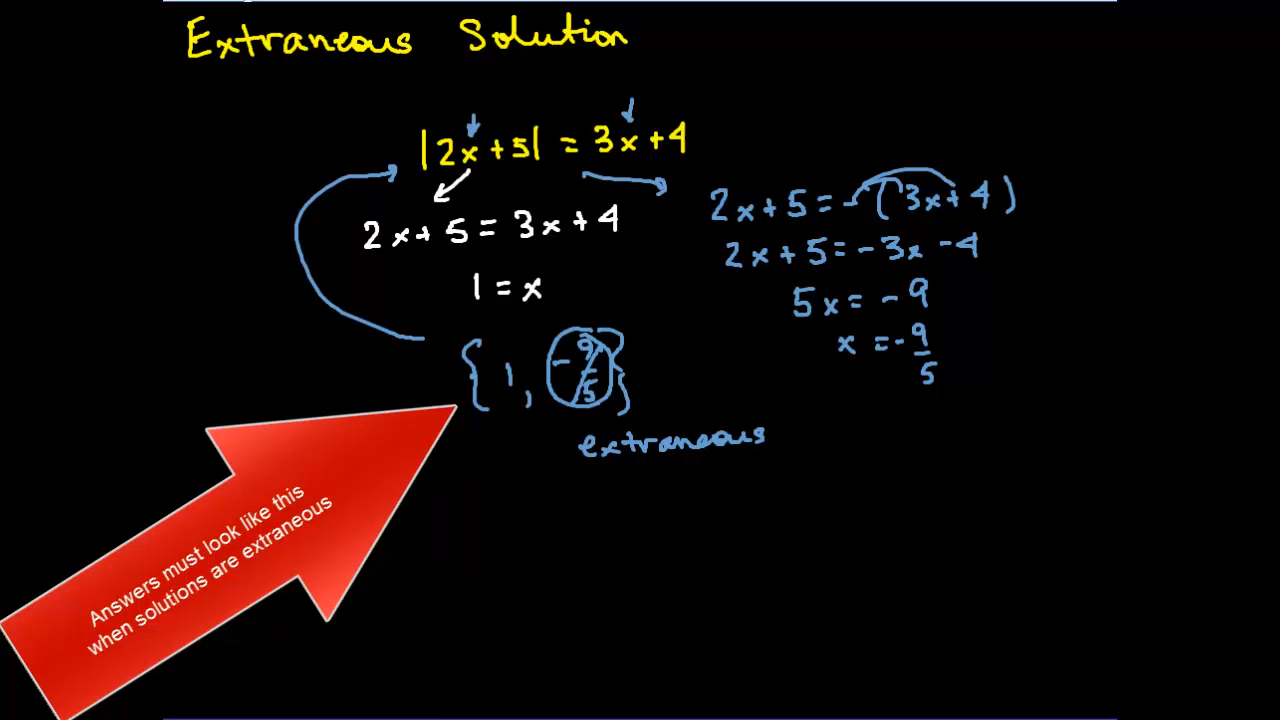 Extraneous Solution
|2x+5| = 3x+4
2x+5 = 3x+4
1 = x
2x+5 = -(3x+4)
2x+5 = -3x-4
5x = -9
x = -9/5
{1, -9/5}
extraneous
Answers must look like this
when solutions are extraneous